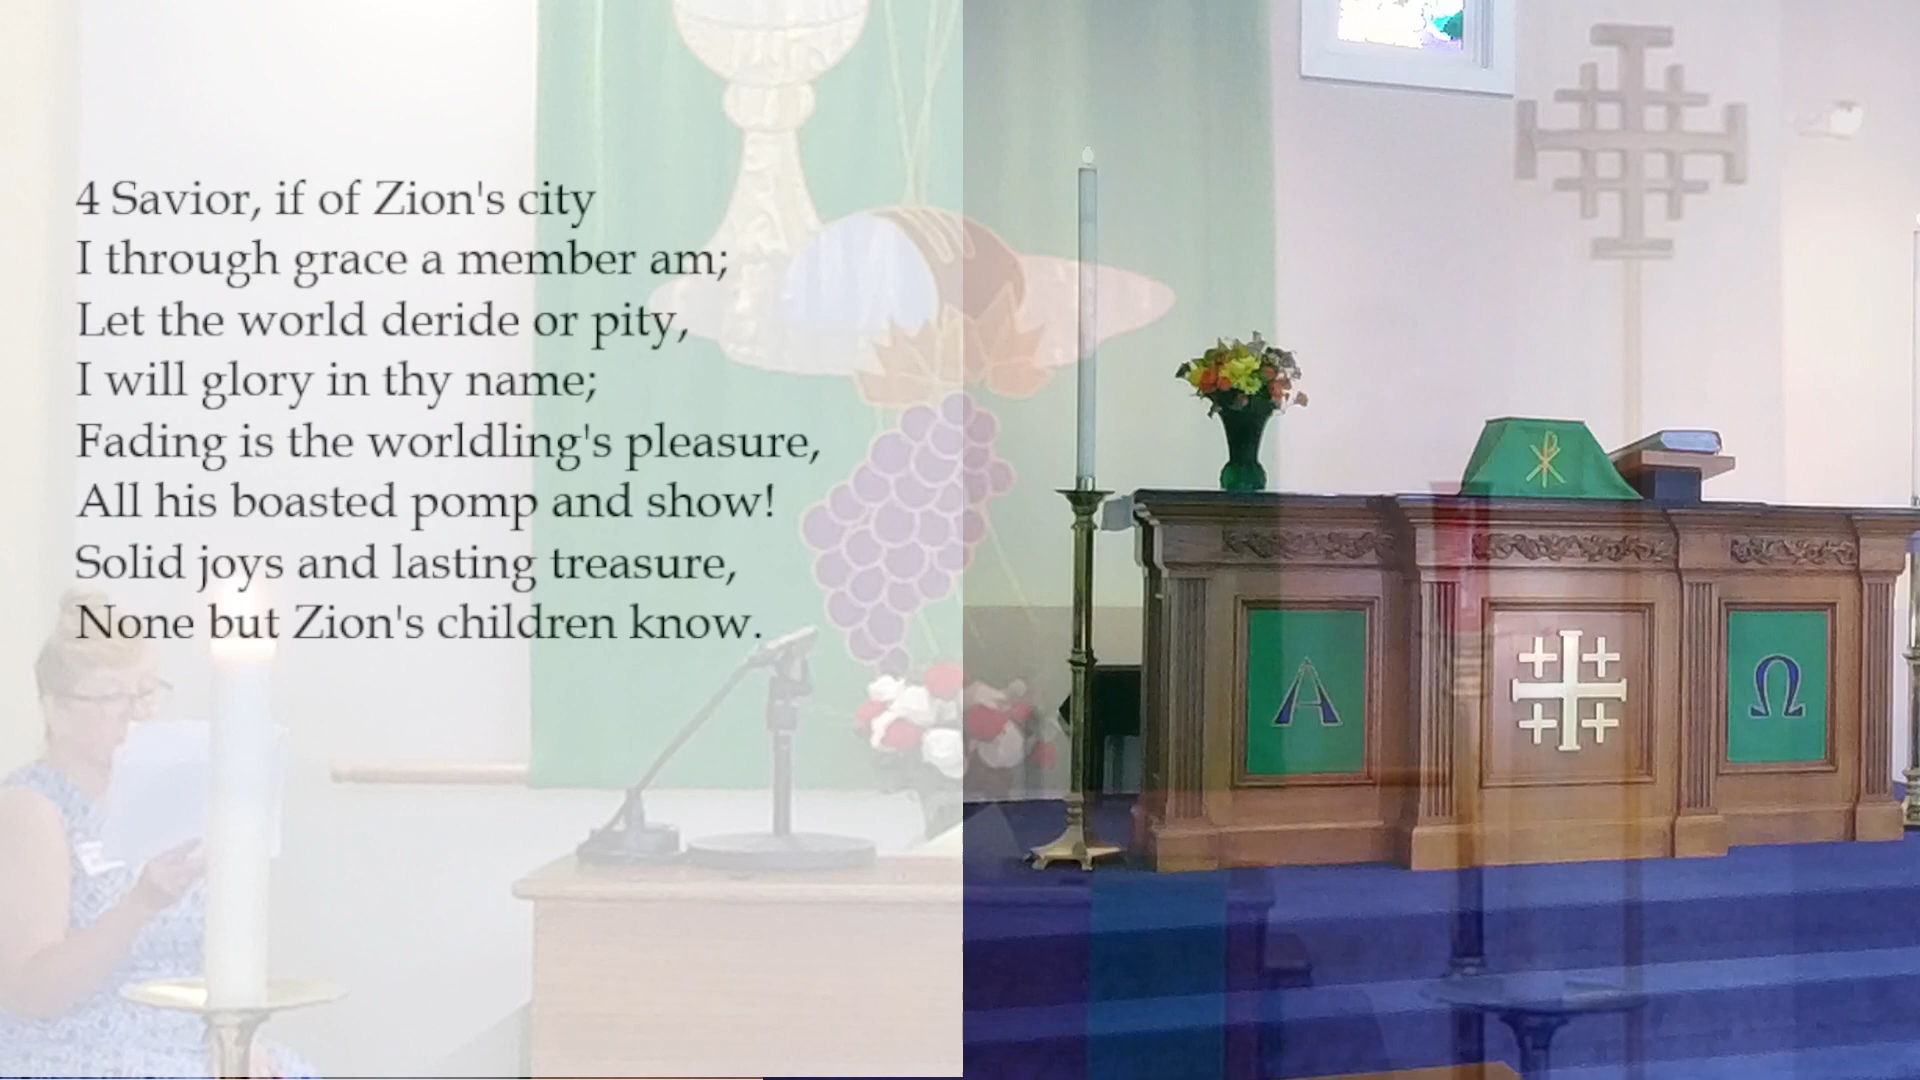 4 Savior, if of Zion's city
I through grace a member am;
Let the world deride or pity,
I will glory in thy name;
Fading is the worldling's pleasure,
All his boasted pomp and show!
Solid joys and lasting treasure,
None but Zion's children know.
Α
Ω